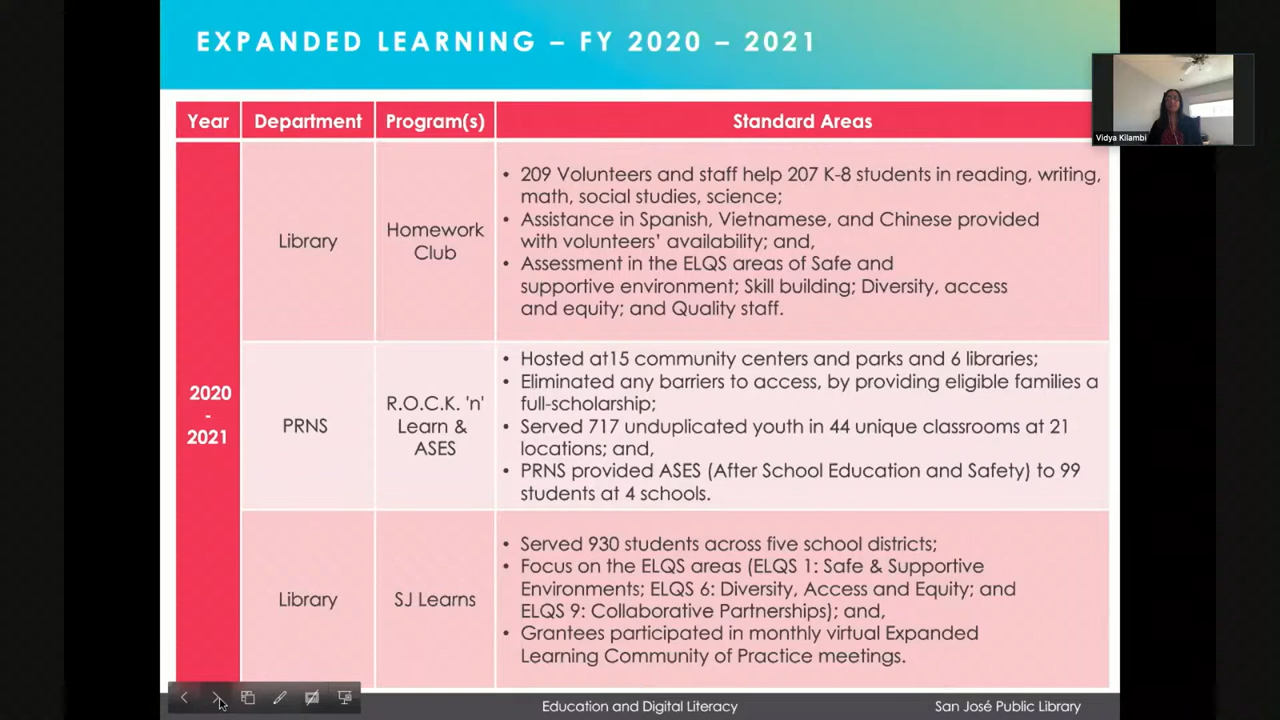 EXPANDED LEARNING – FY 2020 – 2021
Vidya Kilambi
Year Department Program(s) Standard Areas
2020
-
2021
Library
Homework
Club
• 209 Volunteers and staff help 207 K-8 students in reading, writing,
math, social studies, science;
• Assistance in Spanish, Vietnamese, and Chinese provided
with volunteers’ availability; and,
• Assessment in the ELQS areas of Safe and
supportive environment; Skill building; Diversity, access
and equity; and Quality staff.
PRNS
R.O.C.K. 'n'
Learn &
ASES
• Hosted at15 community centers and parks and 6 libraries;
• Eliminated any barriers to access, by providing eligible families a
full-scholarship;
• Served 717 unduplicated youth in 44 unique classrooms at 21
locations; and,
• PRNS provided ASES (After School Education and Safety) to 99
students at 4 schools.
Library
SJ Learns
• Served 930 students across five school districts;
• Focus on the ELQS areas (ELQS 1: Safe & Supportive
Environments; ELQS 6: Diversity, Access and Equity; and
ELQS 9: Collaborative Partnerships); and,
• Grantees participated in monthly virtual Expanded
Learning Community of Practice meetings.
Education and Digital Literacy
San José Public Library